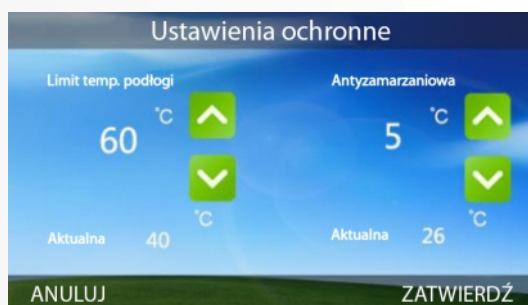 Ustawienia ochronne
Limit temp. podłogi
Antyzamarzaniowa
60 °C
5 °C
Aktualna 40 °C
Aktualna 26 °C
ANULUJ
ZATWIERDŹ